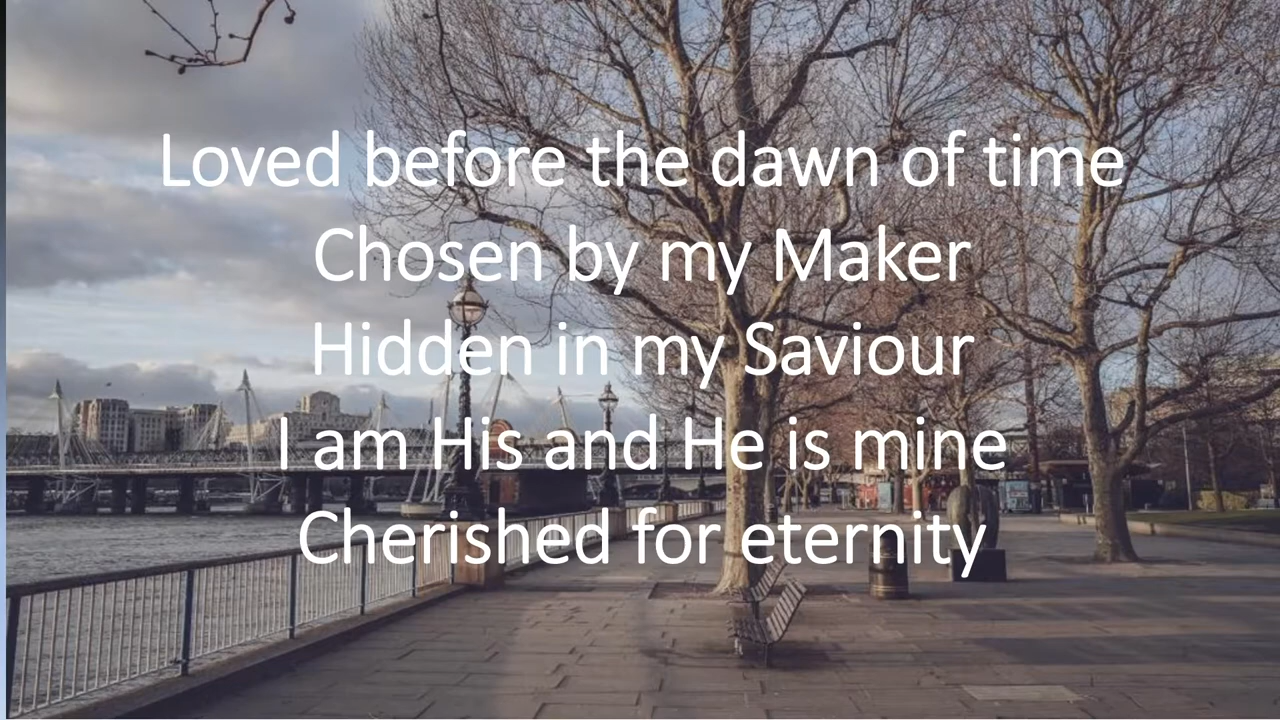 Loved before the dawn of time
Chosen by my Maker
Hidden in my Saviour
I am His and He is mine
Cherished for eternity